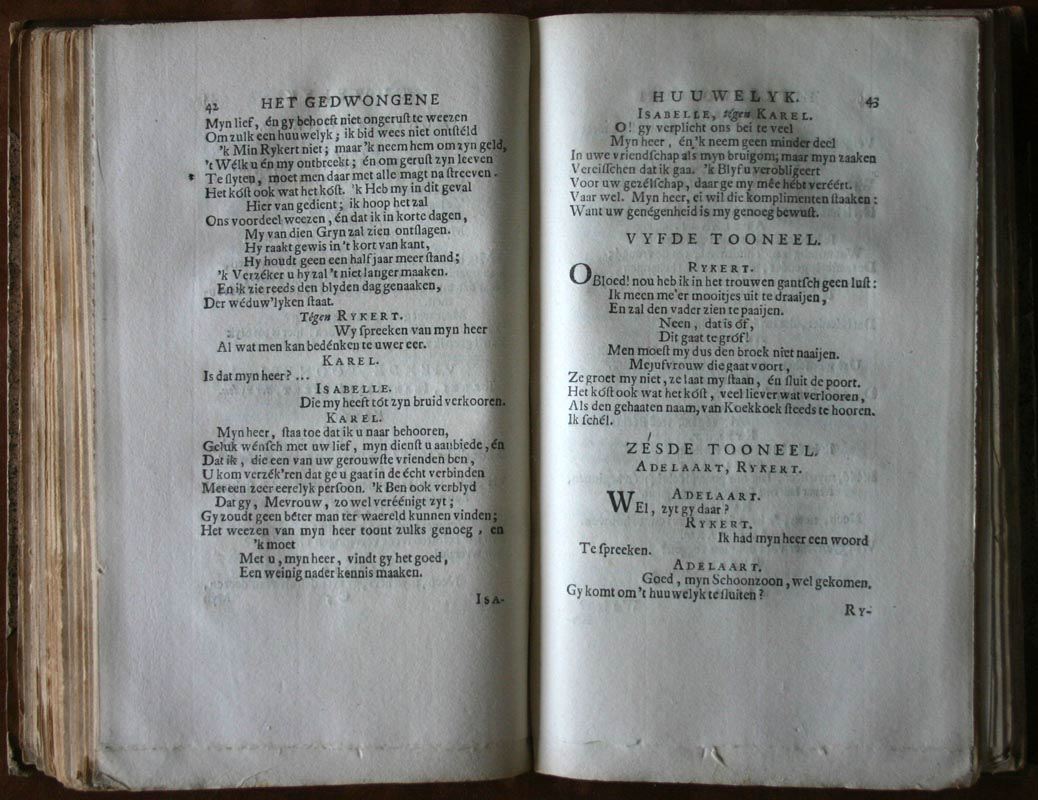 42 HET GEDWONGENE
Myn lief, én gy behoeft niet ongerust te weezen
Om zulk een huuwelyk; ik bid wees niet ontstéld
'k Min Rykert niet; maar 'k neem hem om zyn geld,
't Wélk u én my ontbreekt; én om gerust zyn leeven
* Te slyten, moet men daar met alle magt na streeven.
Het kóst ook wat het kóst. 'k Heb my in dit geval
Hier van gedient; ik hoop het zal
Ons voordeel weezen, én dat ik in korte dagen,
My van dien Gryn zal zien ontslagen.
Hy raakt gewis in 't kort van kant,
Hy houdt geen een half jaar meer stand;
'k Verzéker u hy zal 't niet langer maaken.
En ik zie reeds den blyden dag genaaken,
Der wéduw'lyken staat.
Tégen RYKERT.
Wy spreeken van myn heer
Al wat men kan bedénken te uwer eer.
KAREL.
Is dat myn heer? ...
ISABELLE.
Die my heeft tót zyn bruid verkooren.
KAREL.
Myn heer, staa toe dat ik u naar behooren,
Geluk wénsch met uw lief, myn dienst u aanbiede, én
Dat ik, die een van uw gerouwste vrienden ben,
U kom verzék'ren dat ge u gaat in de écht verbinden
Met een zeer eerelyk persoon. 'k Ben ook verblyd
Dat gy, Mevrouw, zo wel veréénigt zyt;
Gy zoudt geen béter man ter waereld kunnen vinden;
Het weezen van myn heer toont zulks genoeg, en
'k moet
Met u, myn heer, vindt gy het goed,
Een weinig nader kennis maaken.
ISA-
HUUWELYK. 43
ISABELLE, tégen KAREL.
O! gy verplicht ons bei te veel
Myn heer, én 'k neem geen minder deel
In uwe vriendschap als myn bruigom; maar myn zaaken
Vereisschen dat ik gaa. 'k Blyf u verobligeert
Voor uw gezélschap, daar ge my mêe hébt veréért.
Vaar wel. Myn heer, ei wil die komplimenten staaken:
Want uw genégenheid is my genoeg bewust.
VYFDE TOONEEL.
RYKERT.
O Bloed! nou heb ik in het trouwen gantsch geen lust:
Ik meen me'er mooitjes uit te draaijen,
En zal den vader zien te paaijen.
Neen, dat is óf,
Dit gaat te gróf!
Men moest my dus den broek niet naaijen.
Mejufvrouw die gaat voort,
Ze groet my niet, ze laat my staan, én sluit de poort.
Het kóst ook wat het kóst, veel liever wat verlooren,
Als den gehaaten naam, van Koekkoek steeds te hooren.
Ik schél.
ZÉSDE TOONEEL.
ADELAART, RYKERT.
ADELAART.
WEl, zyt gy daar?
RYKERT.
Ik had myn heer een woord
Te spreeken.
ADELAART.
Goed, myn Schoonzoon, wel gekomen.
Gy komt om 't huuwelyk te sluiten?
RY-